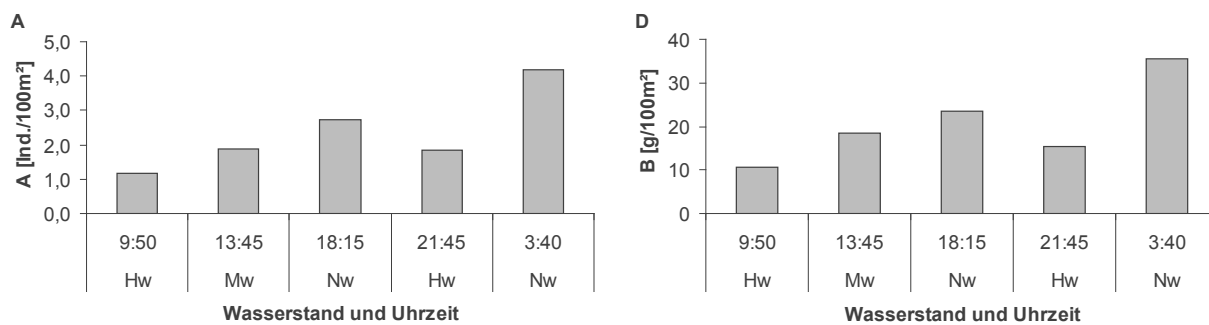 A
5,0
4,0
3,0
2,0
1,0
0,0
A [Ind./100m²]
9:50 13:45 18:15 21:45 3:40
Hw Mw Nw Hw Nw
Wasserstand und Uhrzeit
D
40
30
20
10
0
B [g/100m²]
9:50 13:45 18:15 21:45 3:40
Hw Mw Nw Hw Nw
Wasserstand und Uhrzeit